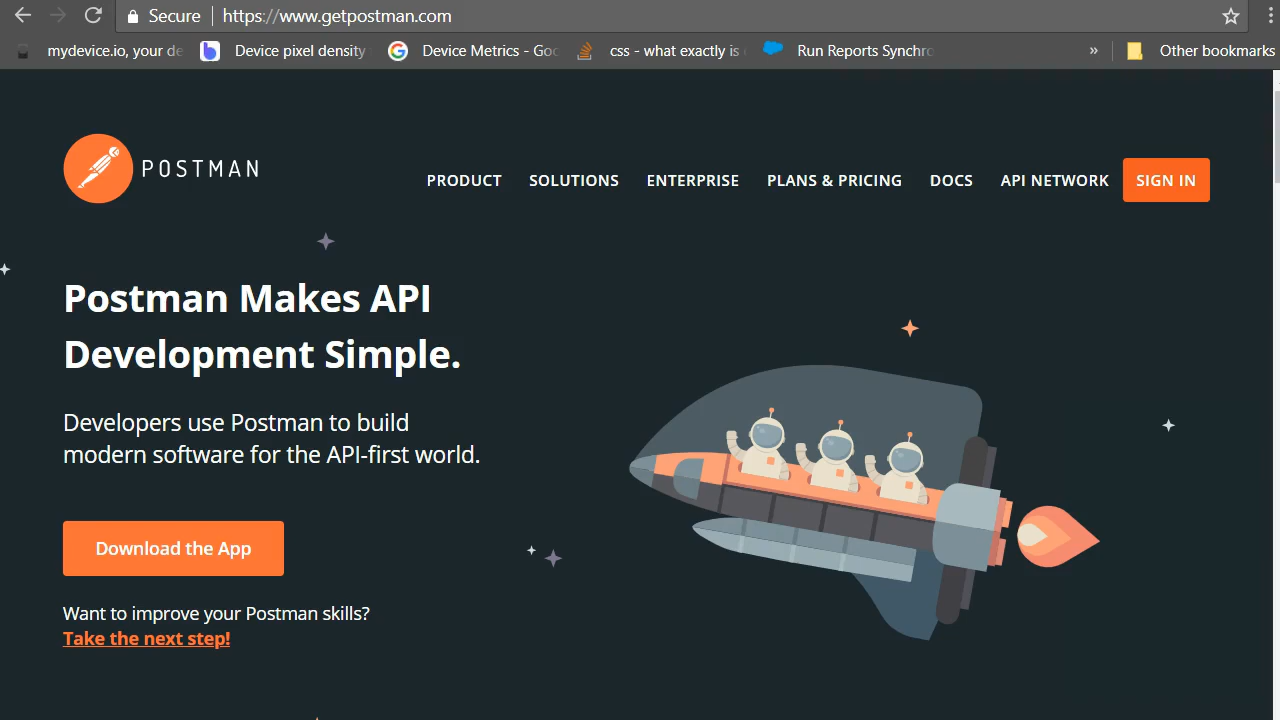 Secure https://www.getpostman.com
mydevice.io, your de Device pixel density Device Metrics - Goo css - what exactly is Run Reports Synchro » Other bookmarks
POSTMAN
PRODUCT SOLUTIONS ENTERPRISE PLANS & PRICING DOCS API NETWORK SIGN IN
Postman Makes API
Development Simple.
Developers use Postman to build
modern software for the API-first world.
Download the App
Want to improve your Postman skills?
Take the next step!